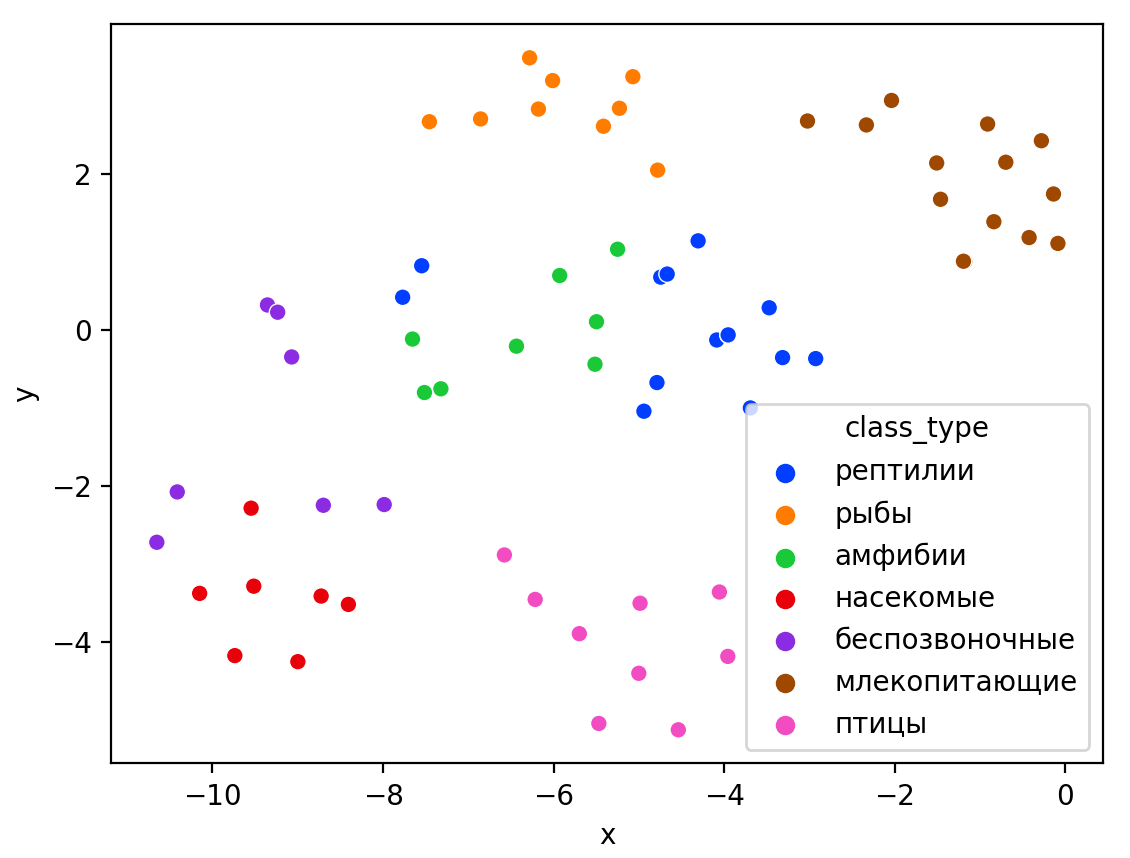 2
0
−2
−4
y
−10
−8
−6
−4
−2
0
x
class_type
рептилии
рыбы
амфибии
насекомые
беспозвоночные
млекопитающие
птицы